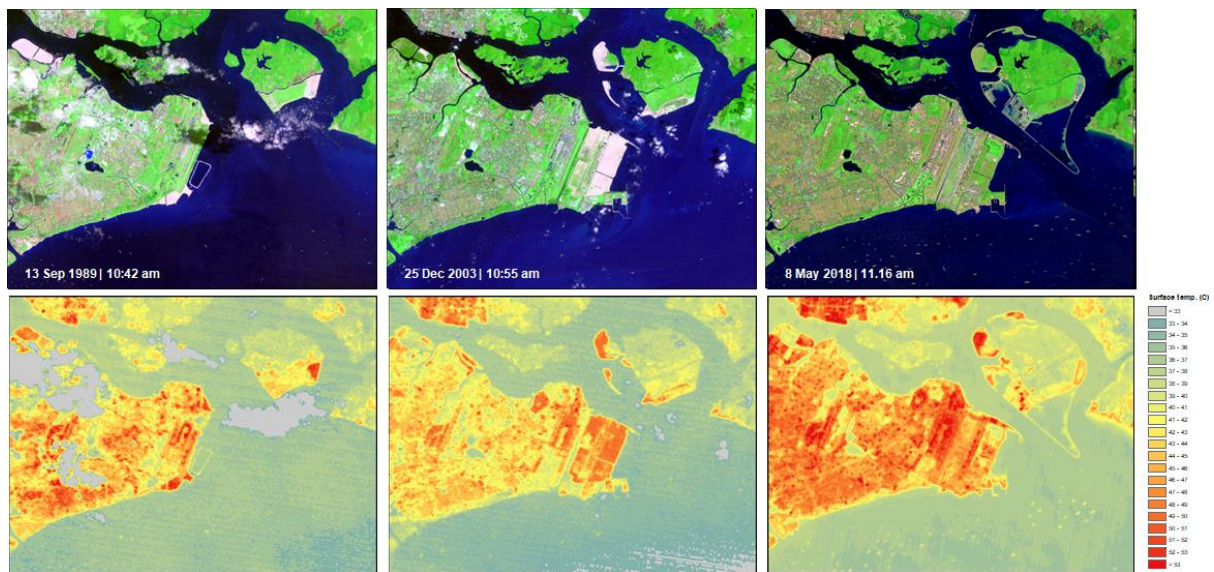 13 Sep 1989 | 10:42 am
25 Dec 2003 | 10:55 am
8 May 2018 | 11.16 am
Surface temp. (C)
< 33
33 - 34
34 - 35
35 - 36
36 - 37
37 - 38
38 - 39
39 - 40
40 - 41
41 - 42
42 - 43
43 - 44
44 - 45
45 - 46
46 - 47
47 - 48
48 - 49
49 - 50
50 - 51
51 - 52
52 - 53
> 53